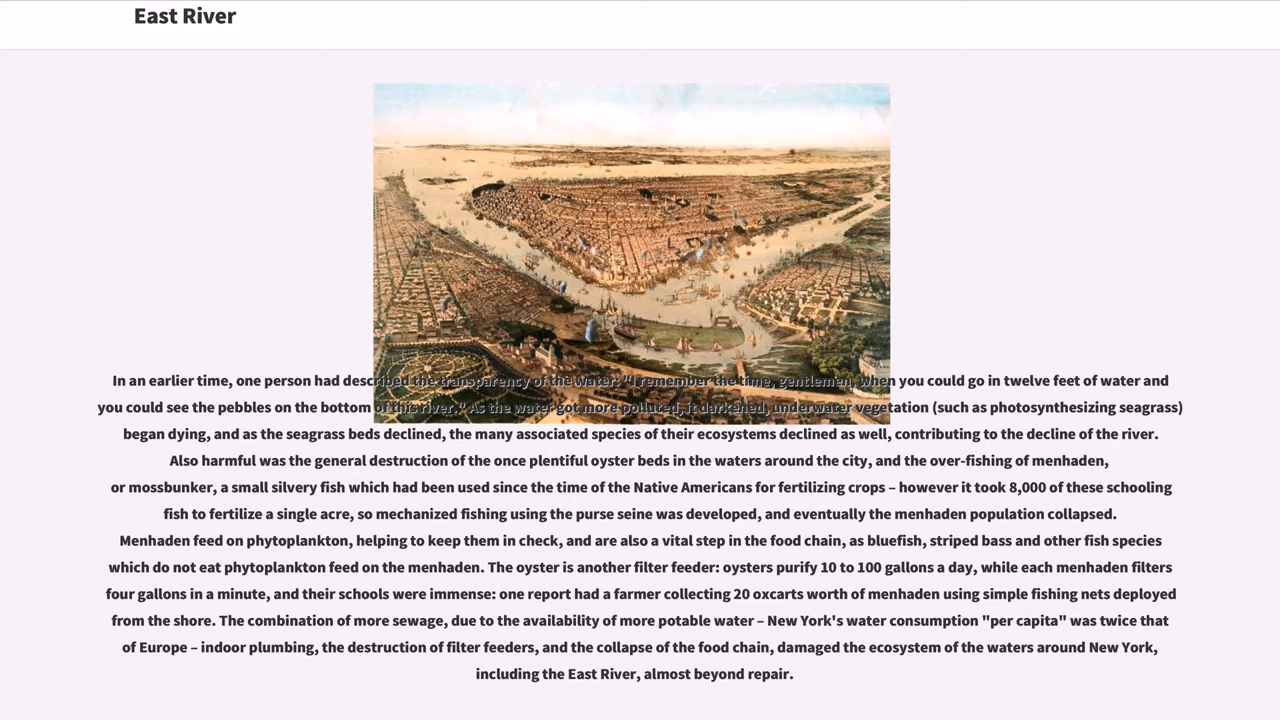 East River
In an earlier time, one person had described the transparency of the water: "I remember the time, gentlemen, when you could go in twelve feet of water and
you could see the pebbles on the bottom of this river." As the water got more polluted, it darkened, underwater vegetation (such as photosynthesizing seagrass)
began dying, and as the seagrass beds declined, the many associated species of their ecosystems declined as well, contributing to the decline of the river.
Also harmful was the general destruction of the once plentiful oyster beds in the waters around the city, and the over-fishing of menhaden,
or mossbunker, a small silvery fish which had been used since the time of the Native Americans for fertilizing crops – however it took 8,000 of these schooling
fish to fertilize a single acre, so mechanized fishing using the purse seine was developed, and eventually the menhaden population collapsed.
Menhaden feed on phytoplankton, helping to keep them in check, and are also a vital step in the food chain, as bluefish, striped bass and other fish species
which do not eat phytoplankton feed on the menhaden. The oyster is another filter feeder: oysters purify 10 to 100 gallons a day, while each menhaden filters
four gallons in a minute, and their schools were immense: one report had a farmer collecting 20 oxcarts worth of menhaden using simple fishing nets deployed
from the shore. The combination of more sewage, due to the availability of more potable water – New York's water consumption "per capita" was twice that
of Europe – indoor plumbing, the destruction of filter feeders, and the collapse of the food chain, damaged the ecosystem of the waters around New York,
including the East River, almost beyond repair.